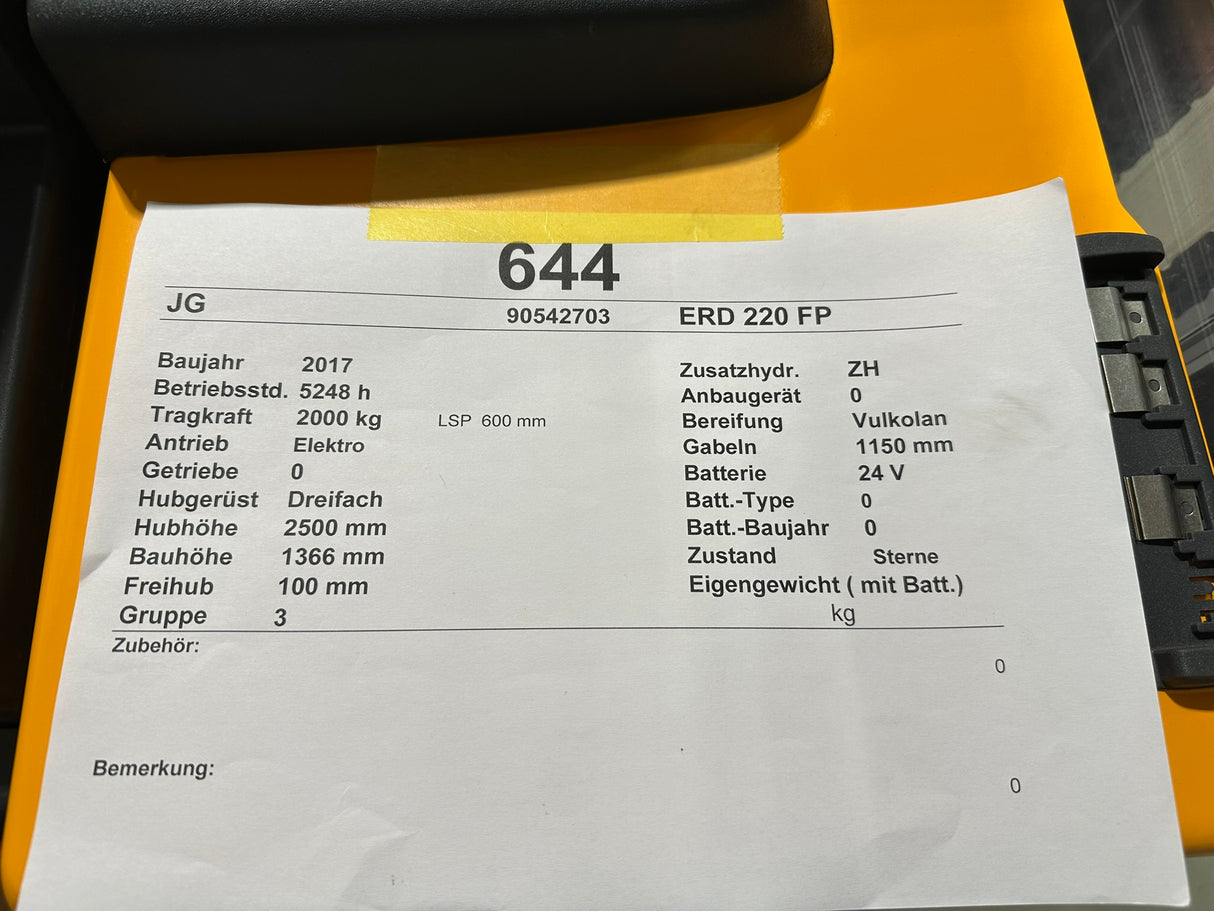 644
JG 90542703 ERD 220 FP
Baujahr 2017
Betriebsstd. 5248 h
Tragkraft 2000 kg LSP 600 mm
Antrieb Elektro
Getriebe 0
Hubgerüst Dreifach
Hubhöhe 2500 mm
Bauhöhe 1366 mm
Freihub 100 mm
Gruppe 3
Zusatzhydr. ZH
Anbaugerät 0
Bereifung Vulkolan
Gabeln 1150 mm
Batterie 24 V
Batt.-Type 0
Batt.-Baujahr 0
Zustand Sterne
Eigengewicht ( mit Batt.)
kg
Zubehör:
0
Bemerkung:
0